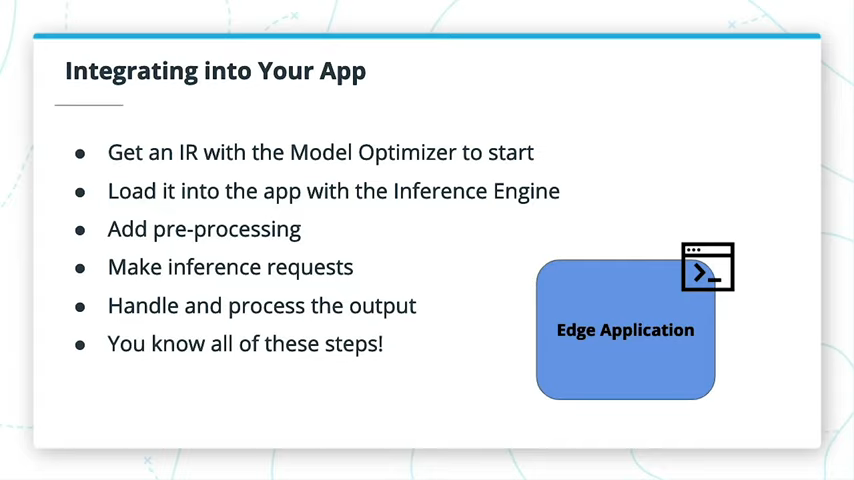 Integrating into Your App
● Get an IR with the Model Optimizer to start
● Load it into the app with the Inference Engine
● Add pre-processing
● Make inference requests
● Handle and process the output
● You know all of these steps!
Edge Application